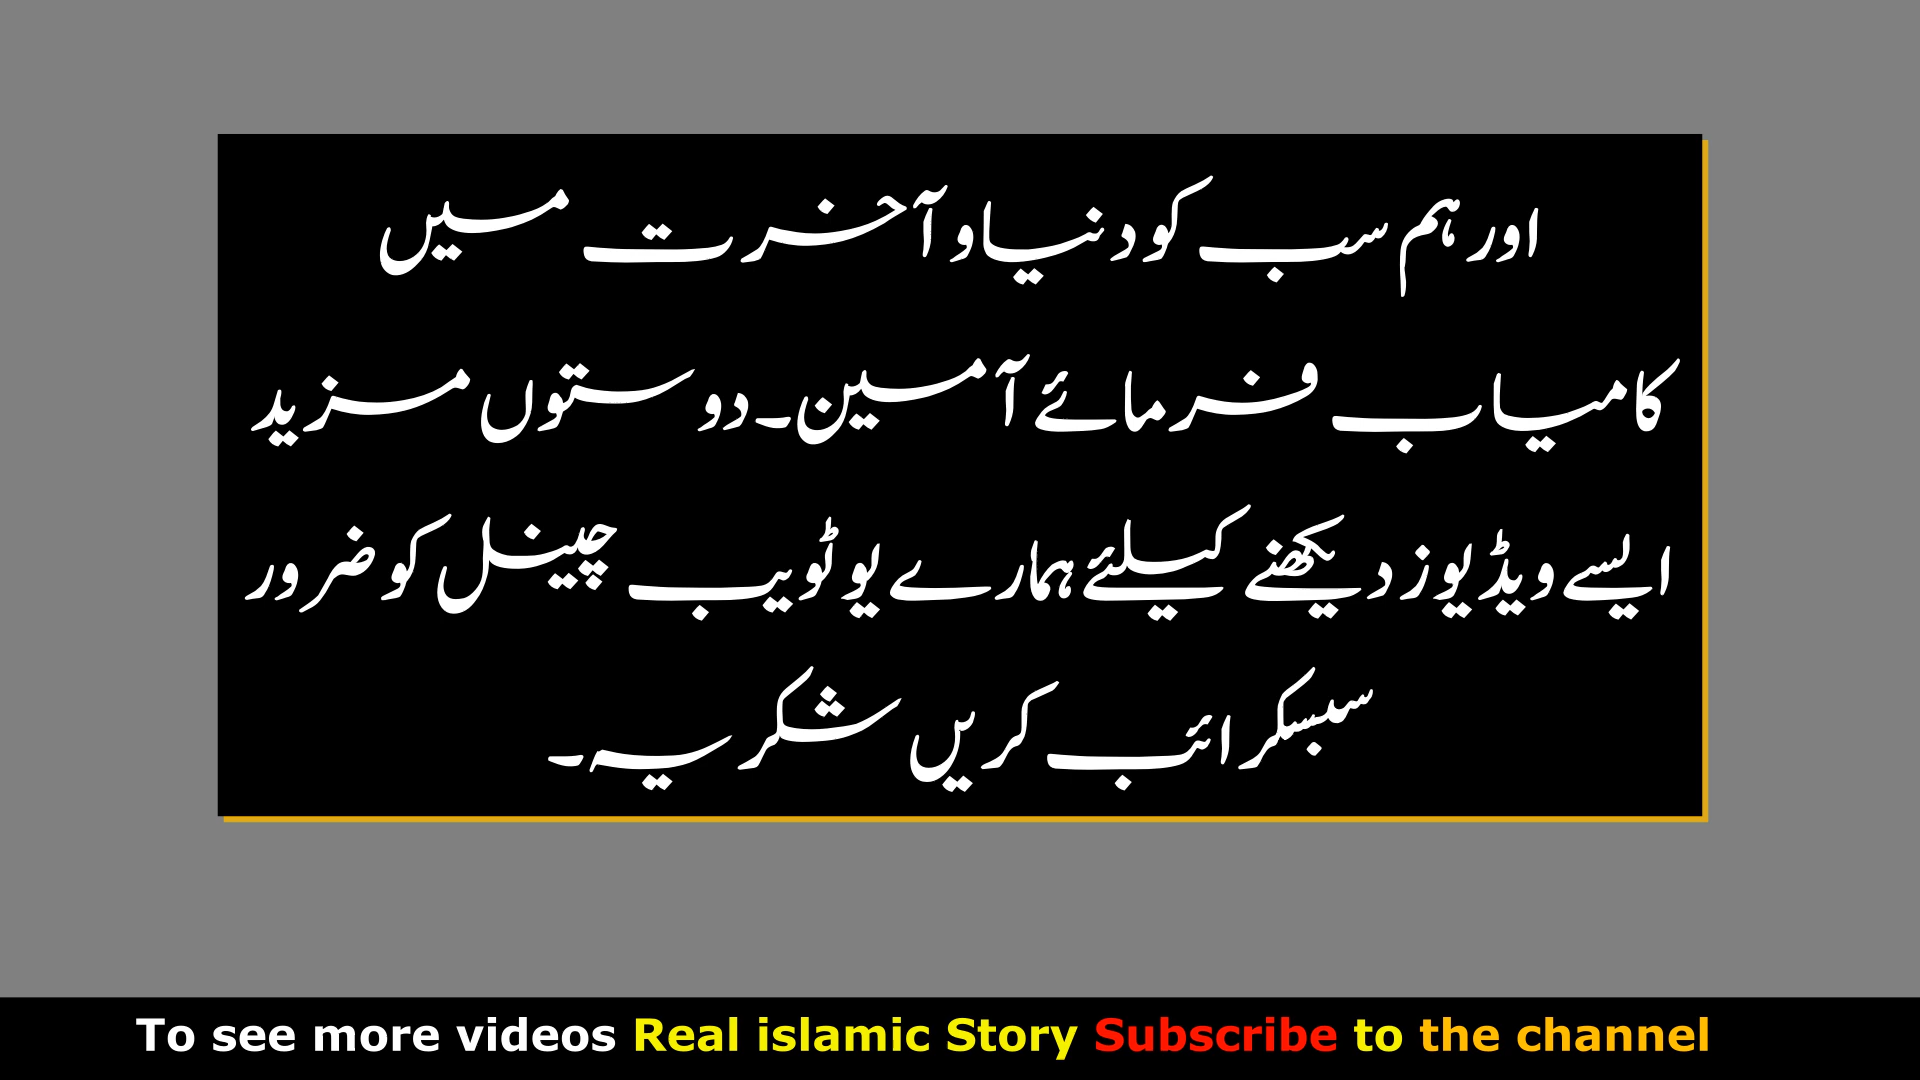 اور ہم سب کو دنیا و آخرت میں
کامیاب فرمائے آمین۔ دوستوں مزید
ایسے ویڈیوز دیکھنے کیلئے ہمارے یوٹویب چینل کو ضرور
سبسکرائب کریں شکریہ۔
To see more videos Real islamic Story Subscribe to the channel